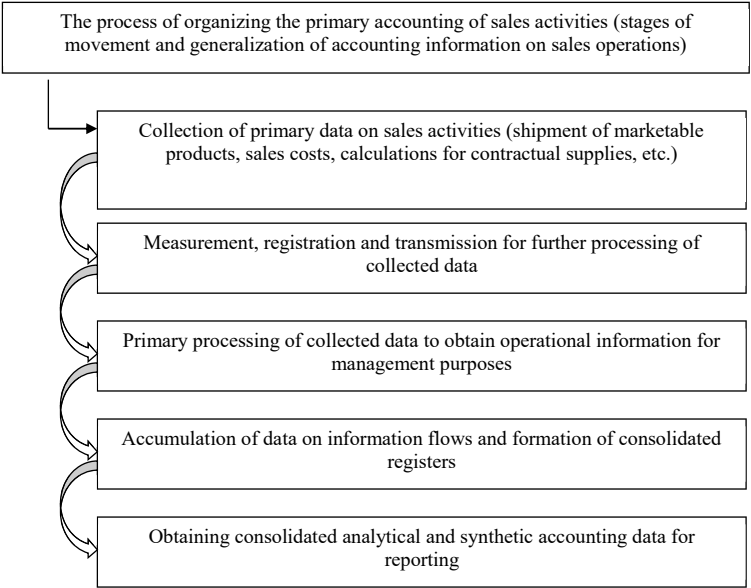 The process of organizing the primary accounting of sales activities (stages of
movement and generalization of accounting information on sales operations)
Collection of primary data on sales activities (shipment of marketable
products, sales costs, calculations for contractual supplies, etc.)
Measurement, registration and transmission for further processing of
collected data
Primary processing of collected data to obtain operational information for
management purposes
Accumulation of data on information flows and formation of consolidated
registers
Obtaining consolidated analytical and synthetic accounting data for
reporting